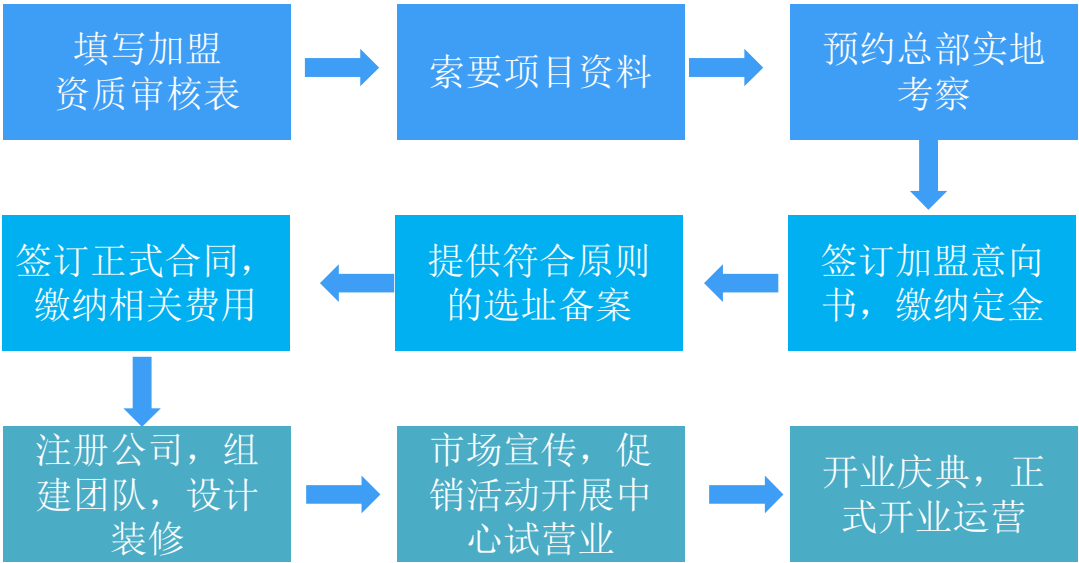 填写加盟
资质审核表
索要项目资料
预约总部实地
考察
签订加盟意向
书，缴纳定金
提供符合原则
的选址备案
签订正式合同，
缴纳相关费用
注册公司，组
建团队，设计
装修
市场宣传，促
销活动开展中
心试营业
开业庆典，正
式开业运营